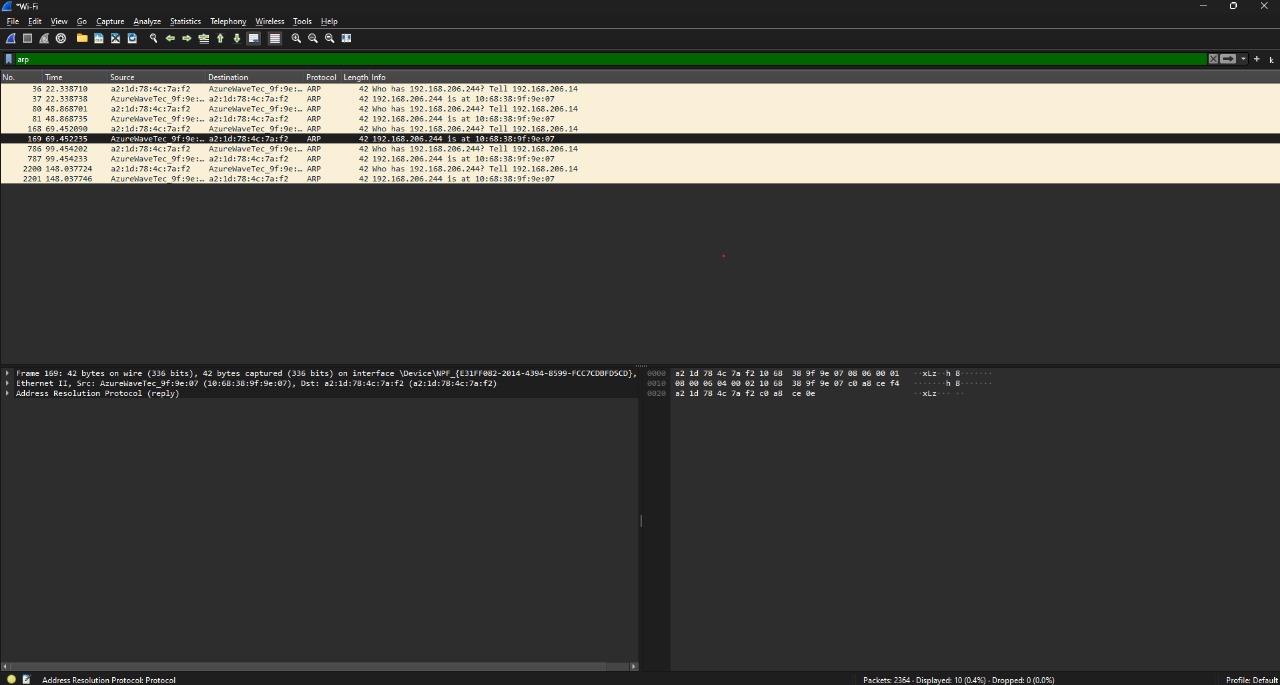 *Wi-Fi
File Edit View Go Capture Analyze Statistics Telephony Wireless Tools Help
arp
No. Time Source Destination Protocol Length Info
36 22.338710 a2:1d:78:4c:7a:f2 AzureWaveTec_9f:9e:… ARP 42 Who has 192.168.206.244? Tell 192.168.206.14
37 22.338738 AzureWaveTec_9f:9e:… a2:1d:78:4c:7a:f2 ARP 42 192.168.206.244 is at 10:68:38:9f:9e:07
80 48.868701 a2:1d:78:4c:7a:f2 AzureWaveTec_9f:9e:… ARP 42 Who has 192.168.206.244? Tell 192.168.206.14
81 48.868735 AzureWaveTec_9f:9e:… a2:1d:78:4c:7a:f2 ARP 42 192.168.206.244 is at 10:68:38:9f:9e:07
168 69.452090 a2:1d:78:4c:7a:f2 AzureWaveTec_9f:9e:… ARP 42 Who has 192.168.206.244? Tell 192.168.206.14
169 69.452235 AzureWaveTec_9f:9e:… a2:1d:78:4c:7a:f2 ARP 42 192.168.206.244 is at 10:68:38:9f:9e:07
786 99.454202 a2:1d:78:4c:7a:f2 AzureWaveTec_9f:9e:… ARP 42 Who has 192.168.206.244? Tell 192.168.206.14
787 99.454233 AzureWaveTec_9f:9e:… a2:1d:78:4c:7a:f2 ARP 42 192.168.206.244 is at 10:68:38:9f:9e:07
2200 148.037724 a2:1d:78:4c:7a:f2 AzureWaveTec_9f:9e:… ARP 42 Who has 192.168.206.244? Tell 192.168.206.14
2201 148.037746 AzureWaveTec_9f:9e:… a2:1d:78:4c:7a:f2 ARP 42 192.168.206.244 is at 10:68:38:9f:9e:07
Frame 169: 42 bytes on wire (336 bits), 42 bytes captured (336 bits) on interface \Device\NPF_{E31FF082-2014-4394-8599-FCC7CDBFD5CD},
Ethernet II, Src: AzureWaveTec_9f:9e:07 (10:68:38:9f:9e:07), Dst: a2:1d:78:4c:7a:f2 (a2:1d:78:4c:7a:f2)
Address Resolution Protocol (reply)
0000 a2 1d 78 4c 7a f2 10 68 38 9f 9e 07 08 06 00 01 ··xLz··h 8·······
0010 08 00 06 04 00 02 10 68 38 9f 9e 07 c0 a8 ce f4 ·······h 8·······
0020 a2 1d 78 4c 7a f2 c0 a8 ce 0e ··xLz··· ··
Address Resolution Protocol: Protocol
Packets: 2364 · Displayed: 10 (0.4%) · Dropped: 0 (0.0%)
Profile: Default